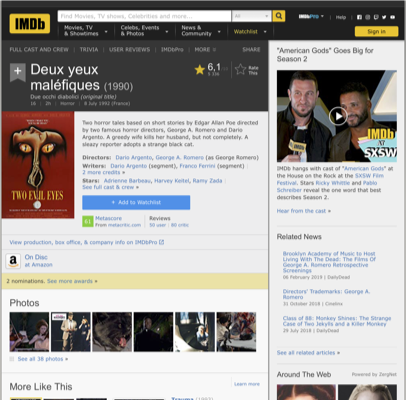 IMDb
Find Movies, TV shows, Celebrities and more...
All
IMDbPro
Help
Movies, TV & Showtimes
Celebs, Events & Photos
News & Community
Watchlist
Sign in
FULL CAST AND CREW | TRIVIA | USER REVIEWS | IMDbPro | MORE
SHARE
Deux yeux
maléfiques (1990)
Due occhi diabolici (original title)
16 | 2h | Horror | 8 July 1992 (France)
6,1
Rate This
TWO EVIL EYES
Two horror tales based on short stories by Edgar Allan Poe directed
by two famous horror directors, George A. Romero and Dario
Argento. A greedy wife kills her husband, but not completely. A
sleazy reporter adopts a strange black cat.
Directors: Dario Argento, George A. Romero (as George Romero)
Writers: Dario Argento (segment), Franco Ferrini (segment) |
2 more credits »
Stars: Adrienne Barbeau, Harvey Keitel, Ramy Zada |
See full cast & crew »
+ Add to Watchlist
61
Metascore
From metacritic.com
Reviews
50 user | 80 critic
View production, box office, & company info on IMDbPro
On Disc
at Amazon
2 nominations. See more awards »
Photos
See all 38 photos »
More Like This
Learn more
"American Gods" Goes Big for
Season 2
IMDb
at
SXSW
IMDb hangs with cast of "American Gods" at
the House on the Rock at the SXSW Film
Festival. Stars Ricky Whittle and Pablo
Schreiber reveal the one word that best
describes Season 2.
Hear from the cast »
Related News
Brooklyn Academy of Music to Host
Living With The Dead: The Films Of
George A. Romero Retrospective
Screenings
06 February 2019 | DailyDead
Directors' Trademarks: George A.
Romero
31 October 2018 | Cinelinx
Class of 88: Monkey Shines: The Strange
Case of Two Jekylls and a Killer Monkey
29 July 2018 | DailyDead
See all related articles »
Around The Web
Powered by ZergNet